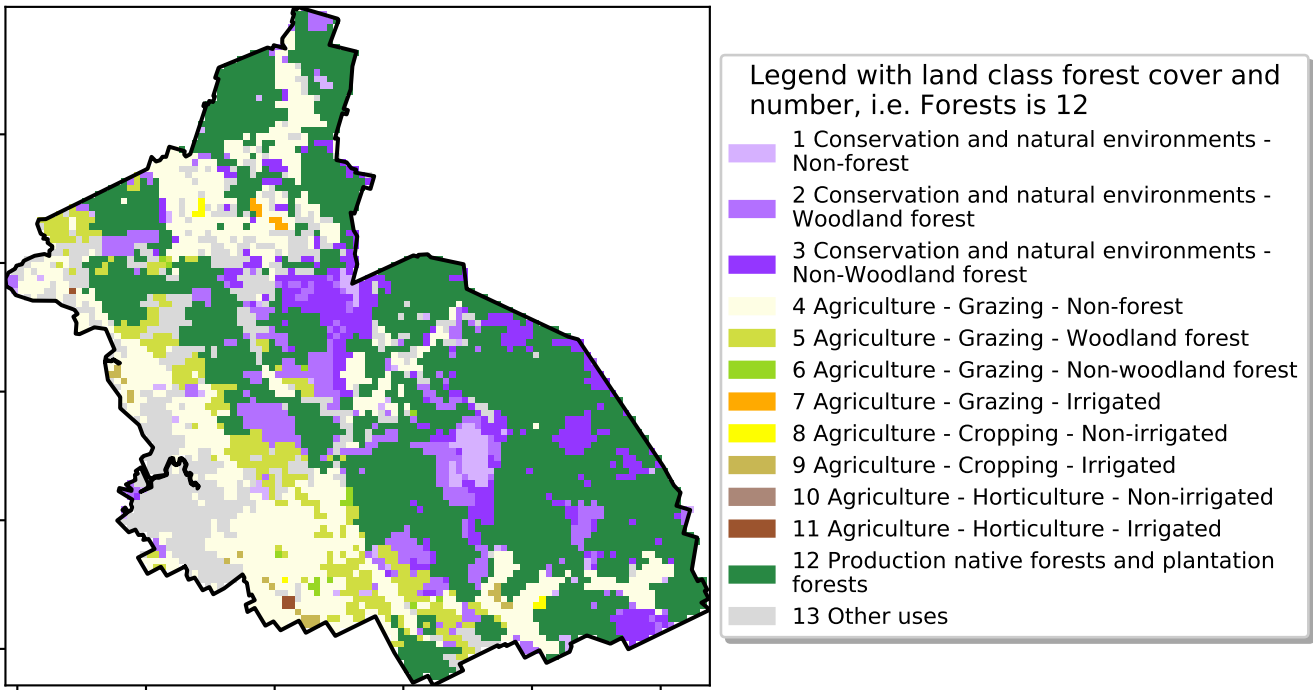 Legend with land class forest cover and
number, i.e. Forests is 12
1 Conservation and natural environments -
Non-forest
2 Conservation and natural environments -
Woodland forest
3 Conservation and natural environments -
Non-Woodland forest
4 Agriculture - Grazing - Non-forest
5 Agriculture - Grazing - Woodland forest
6 Agriculture - Grazing - Non-woodland forest
7 Agriculture - Grazing - Irrigated
8 Agriculture - Cropping - Non-irrigated
9 Agriculture - Cropping - Irrigated
10 Agriculture - Horticulture - Non-irrigated
11 Agriculture - Horticulture - Irrigated
12 Production native forests and plantation
forests
13 Other uses